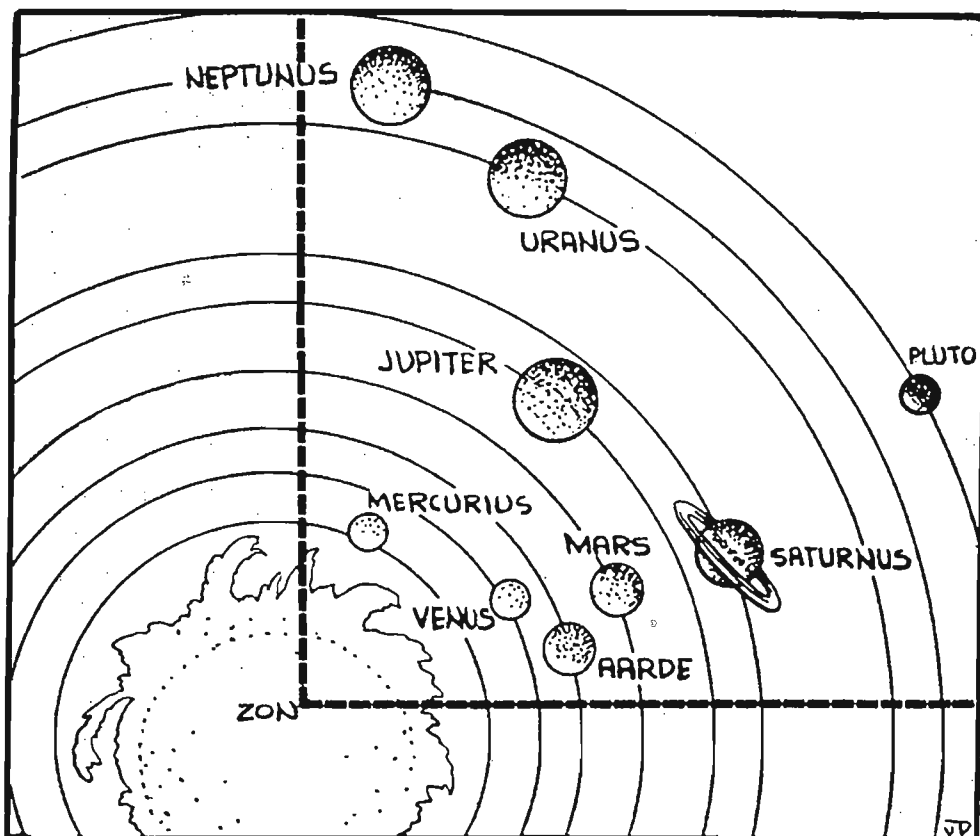 NEPTUNUS
URANUS
JUPITER
PLUTO
MERCURIUS
MARS
SATURNUS
VENUS
AARDE
ZON
JD